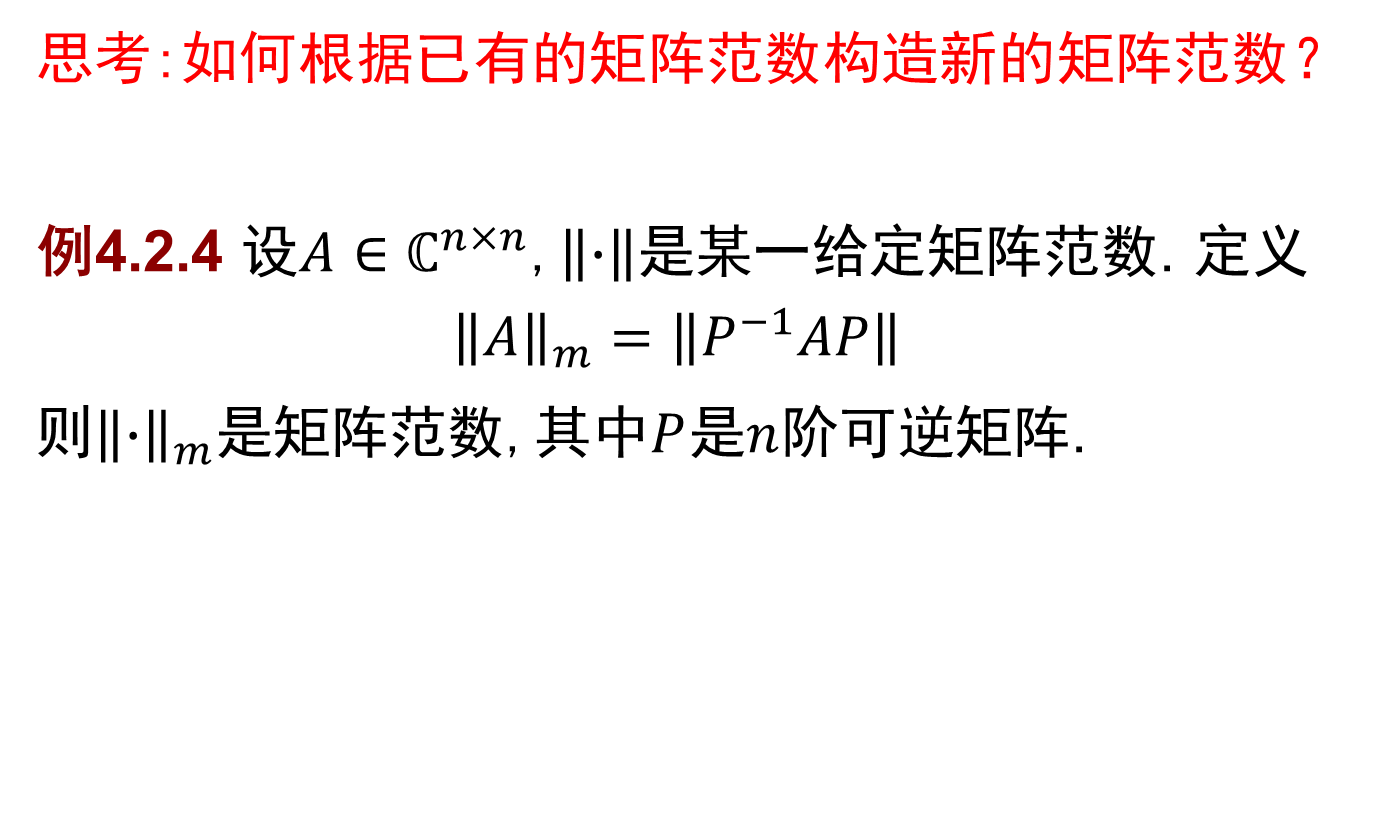 思考:如何根据已有的矩阵范数构造新的矩阵范数?
例4.2.4 设𝐴 ∈ ℂ^{𝑛×𝑛}, ‖·‖是某一给定矩阵范数. 定义
‖𝐴‖_𝑚 = ‖𝑃^{−1}𝐴𝑃‖
则‖·‖_𝑚是矩阵范数, 其中𝑃是𝑛阶可逆矩阵.